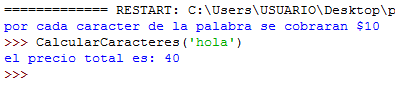 ============= RESTART: C:\Users\USUARIO\Desktop\p
por cada caracter de la palabra se cobraran $10
>>> CalcularCaracteres('hola')
el precio total es: 40
>>>